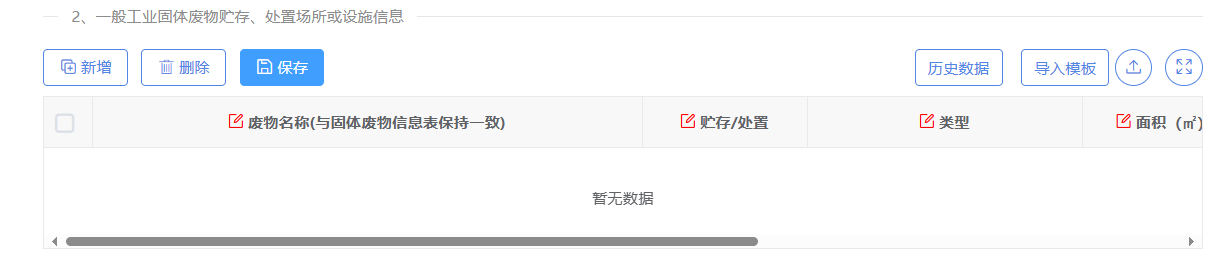 2、一般工业固体废物贮存、处置场所或设施信息
新增 删除 保存 历史数据 导入模板
废物名称(与固体废物信息表保持一致) 贮存/处置 类型 面积（㎡）
暂无数据